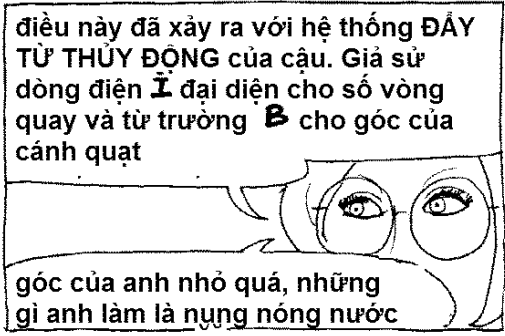 điều này đã xảy ra với hệ thống ĐẨY
TỪ THỦY ĐỘNG của cậu. Giả sử
dòng điện I đại diện cho số vòng
quay và từ trường B cho góc của
cánh quạt
góc của anh nhỏ quá, những
gì anh làm là nụng nóng nước